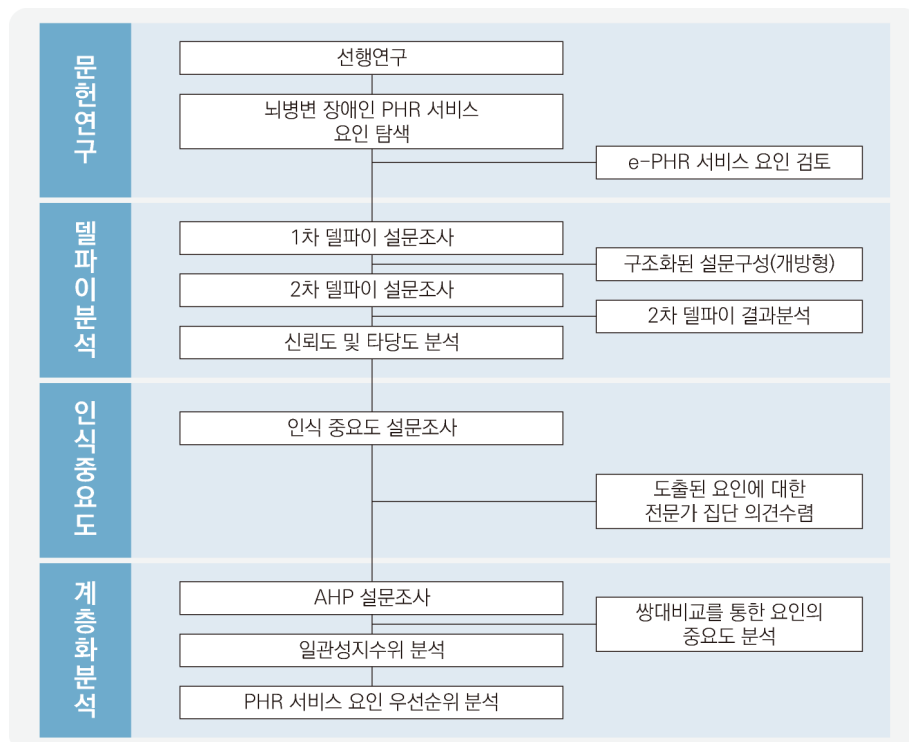 문헌연구
선행연구
뇌병변 장애인 PHR 서비스
요인 탐색
e-PHR 서비스 요인 검토
델파이분석
1차 델파이 설문조사
구조화된 설문구성(개방형)
2차 델파이 설문조사
2차 델파이 결과분석
신뢰도 및 타당도 분석
인식중요도
인식 중요도 설문조사
도출된 요인에 대한
전문가 집단 의견수렴
계층화분석
AHP 설문조사
쌍대비교를 통한 요인의
중요도 분석
일관성지수위 분석
PHR 서비스 요인 우선순위 분석